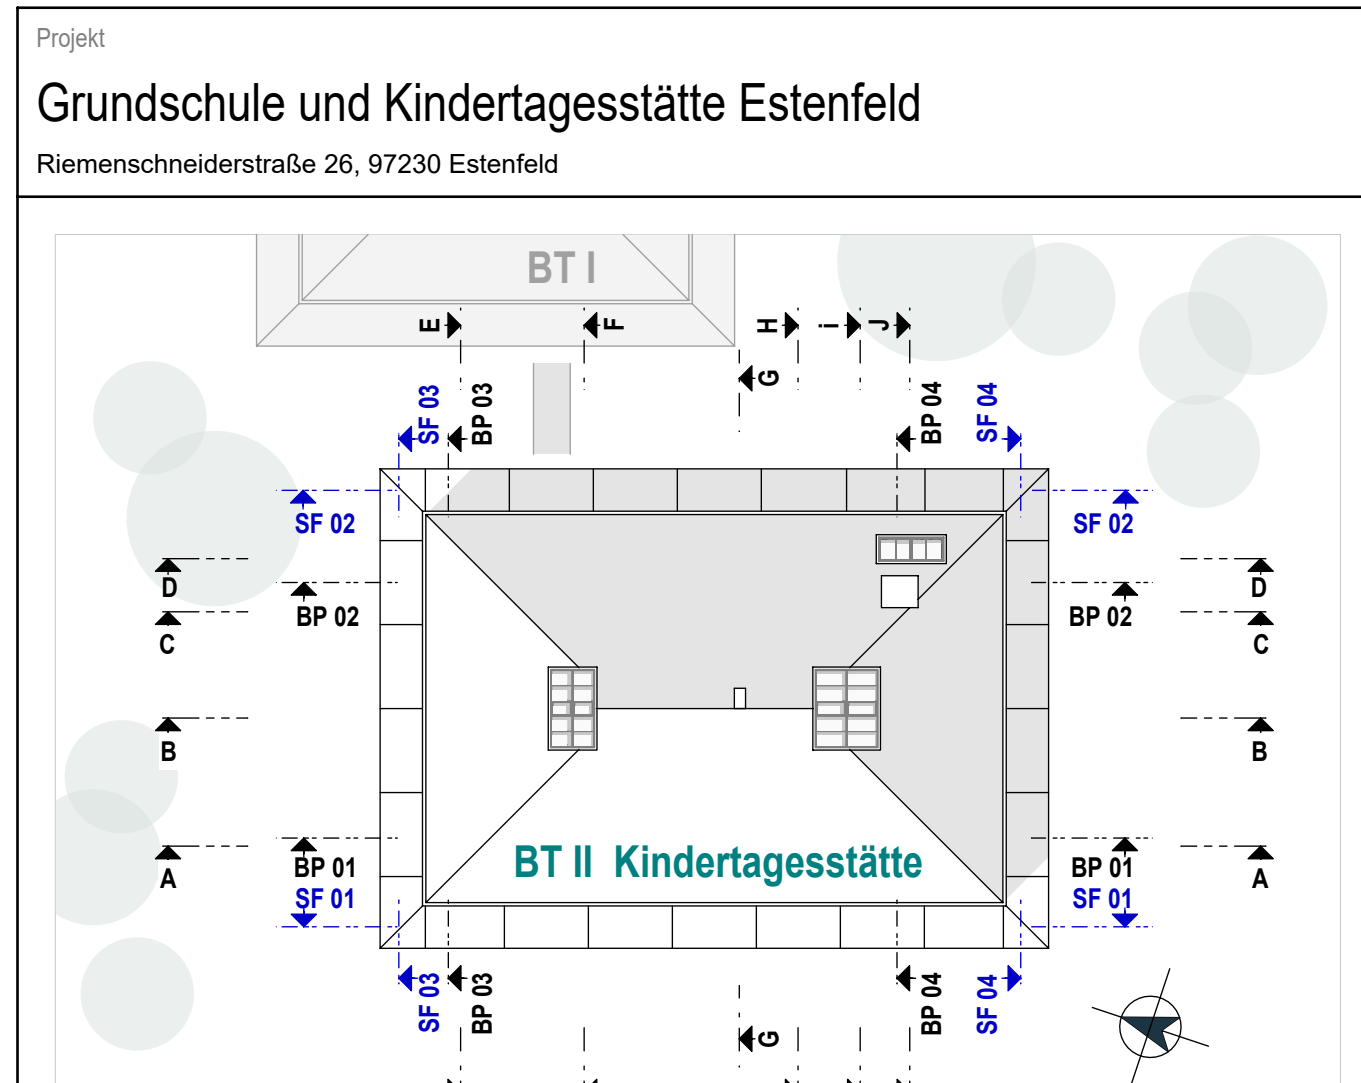 Projekt
Grundschule und Kindertagesstätte Estenfeld
Riemenschneiderstraße 26, 97230 Estenfeld
BT I
E
F
H
i
J
G
SF 03
BP 03
BP 04
SF 04
SF 02
SF 02
D
D
BP 02
BP 02
C
C
B
B
BT II Kindertagesstätte
BP 01
BP 01
A
A
SF 01
SF 01
SF 03
BP 03
BP 04
SF 04
G